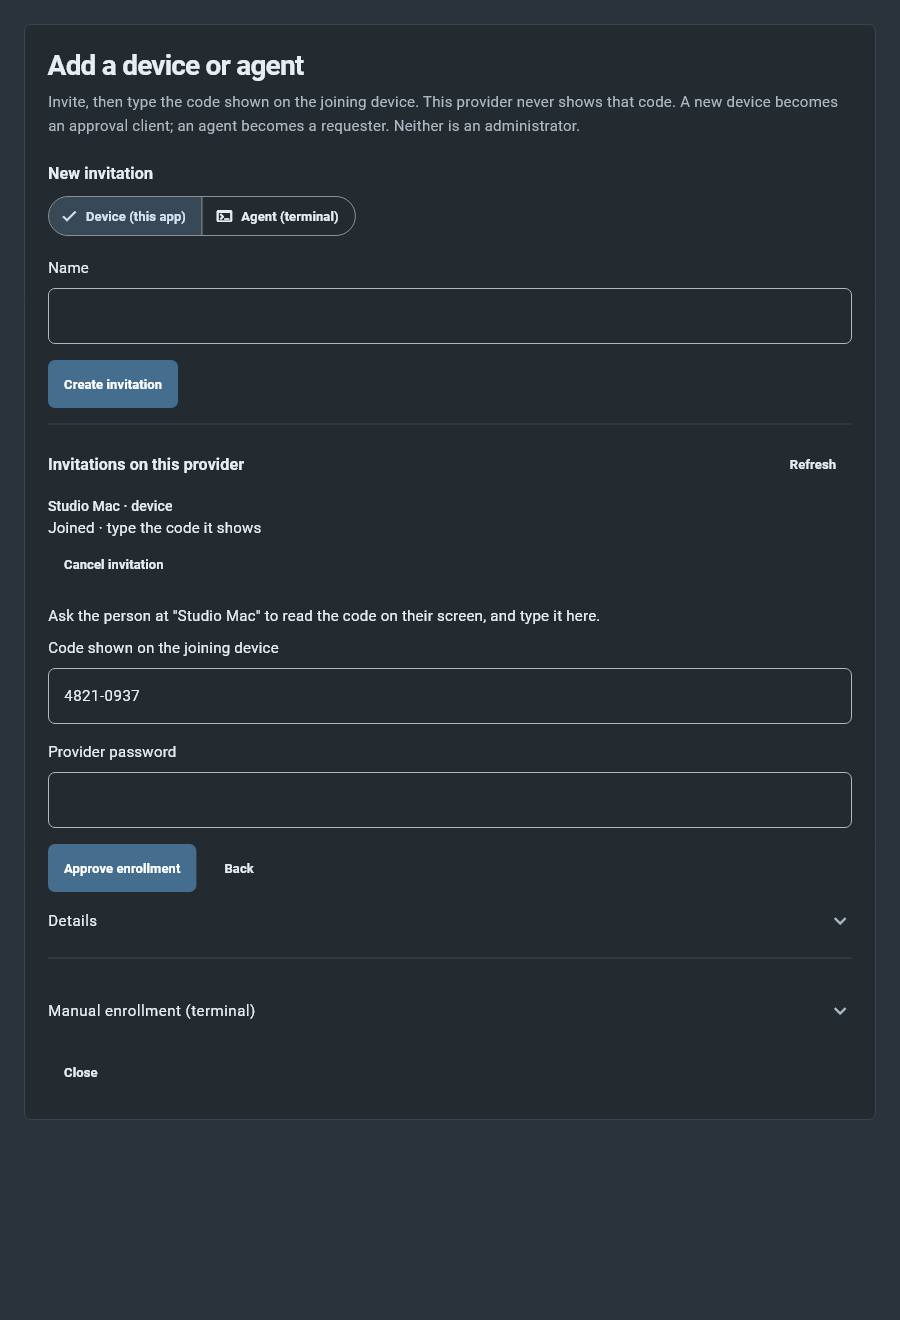 Add a device or agent
Invite, then type the code shown on the joining device. This provider never shows that code. A new device becomes
an approval client; an agent becomes a requester. Neither is an administrator.
New invitation
Device (this app)
Agent (terminal)
Name
Create invitation
Invitations on this provider
Refresh
Studio Mac · device
Joined · type the code it shows
Cancel invitation
Ask the person at "Studio Mac" to read the code on their screen, and type it here.
Code shown on the joining device
4821-0937
Provider password
Approve enrollment
Back
Details
Manual enrollment (terminal)
Close